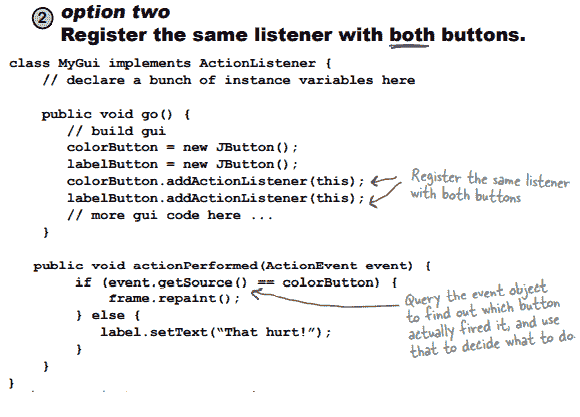 2 option two
Register the same listener with both buttons.
class MyGui implements ActionListener {
// declare a bunch of instance variables here
public void go() {
// build gui
colorButton = new JButton();
labelButton = new JButton();
colorButton.addActionListener(this);
labelButton.addActionListener(this);
// more gui code here ...
}
Register the same listener
with both buttons
public void actionPerformed(ActionEvent event) {
if (event.getSource() == colorButton) {
frame.repaint();
} else {
label.setText(“That hurt!”);
}
}
}
Query the event object
to find out which button
actually fired it, and use
that to decide what to do.